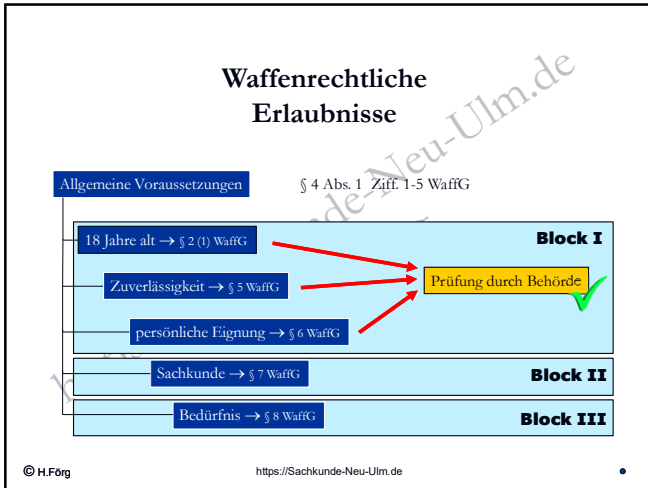 Waffenrechtliche
Erlaubnisse
Allgemeine Voraussetzungen
§ 4 Abs. 1 Ziff. 1-5 WaffG
18 Jahre alt → § 2 (1) WaffG
Block I
Zuverlässigkeit → § 5 WaffG
Prüfung durch Behörde
persönliche Eignung → § 6 WaffG
Sachkunde → § 7 WaffG
Block II
Bedürfnis → § 8 WaffG
Block III
© H.Förg
https://Sachkunde-Neu-Ulm.de